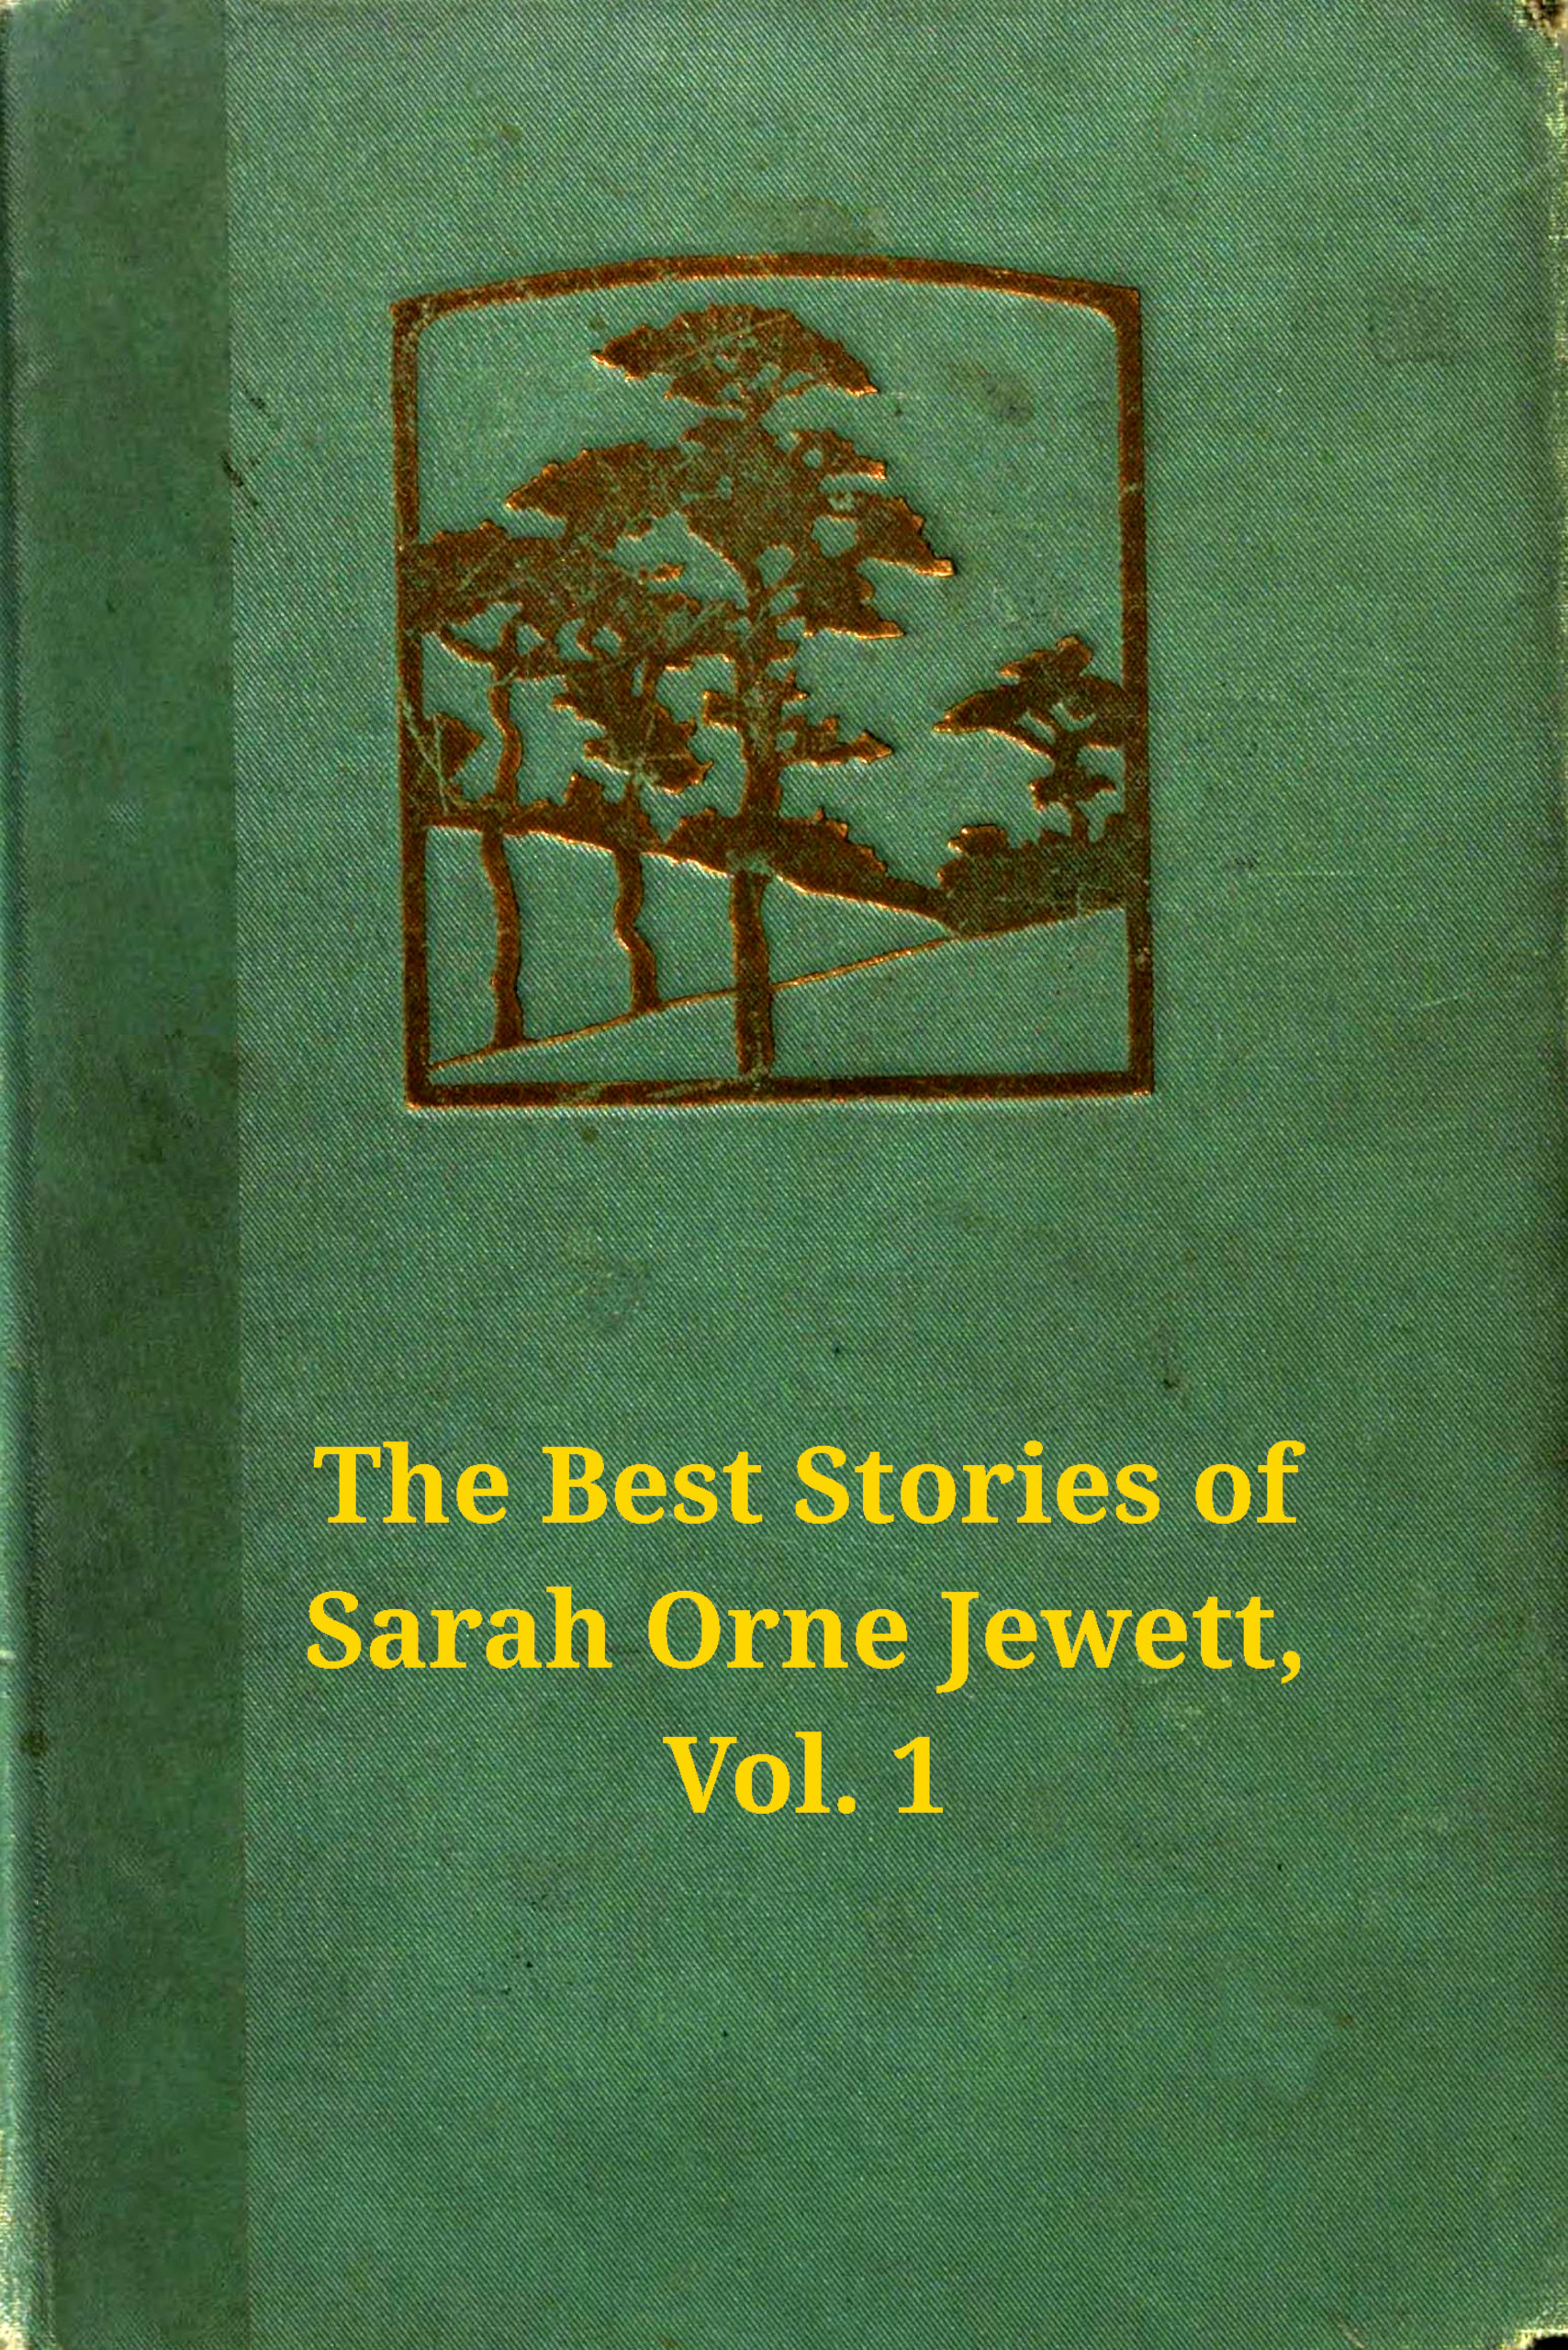 The Best Stories of
Sarah Orne Jewett,
Vol. 1